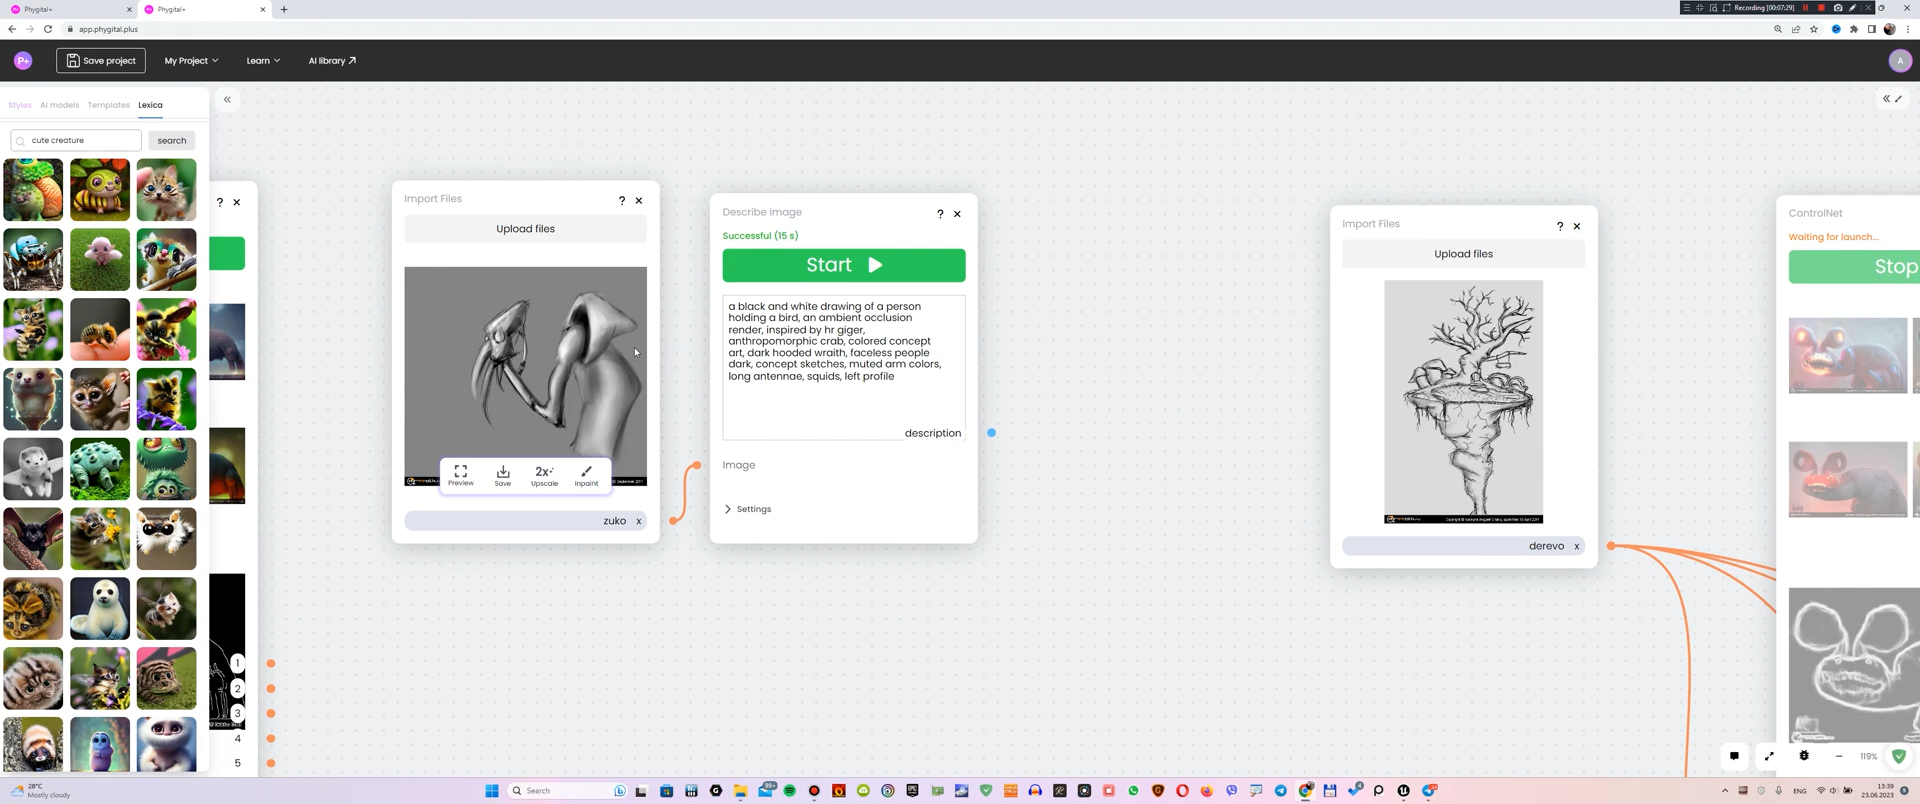 Phygital+
Phygital+
Recording [00:07:29]
app.phygital.plus
P+
Save project
My Project
Learn
AI library
A
Styles
AI models
Templates
Lexica
cute creature
search
Import Files
?
Upload files
Preview
Save
2x
Upscale
Inpaint
zuko x
Describe image
?
Successful (15 s)
Start
a black and white drawing of a person
holding a bird, an ambient occlusion
render, inspired by hr giger,
anthropomorphic crab, colored concept
art, dark hooded wraith, faceless people
dark, concept sketches, muted arm colors,
long antennae, squids, left profile
description
Image
Settings
Import Files
?
Upload files
derevo x
ControlNet
Waiting for launch...
Stop
?
1
2
3
4
5
119%
28°C
Mostly cloudy
Search
99+
ENG
13:39
23.06.2023